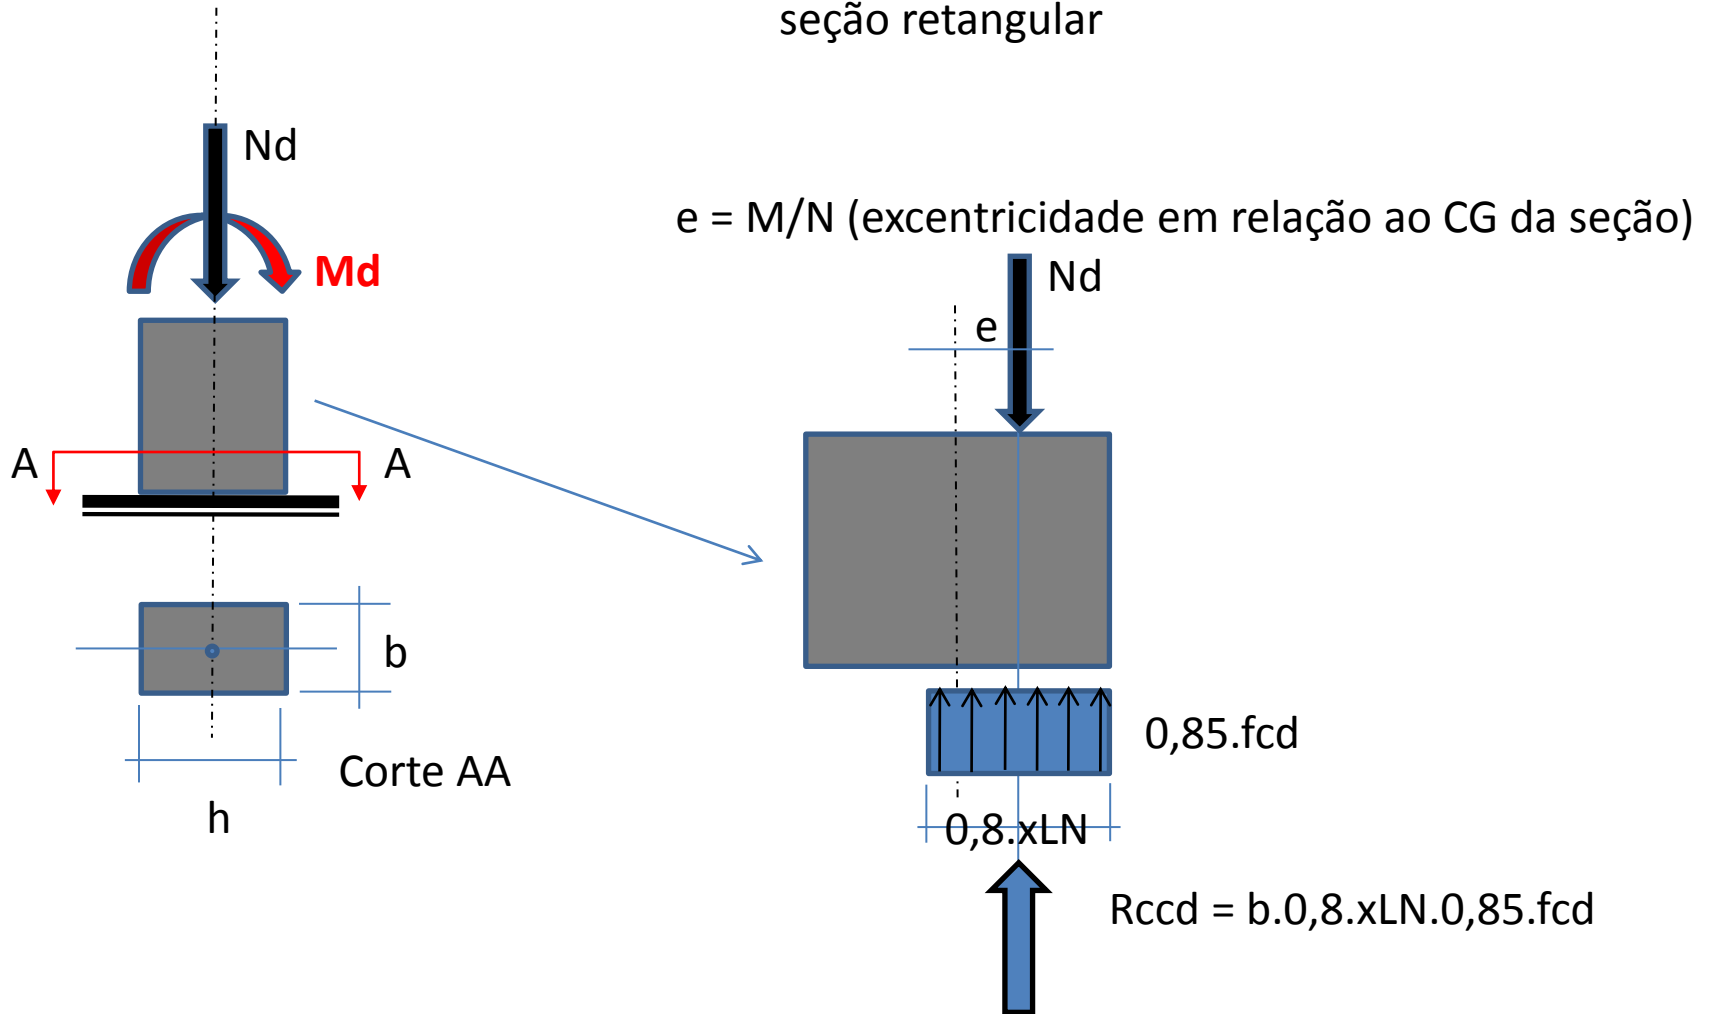 seção retangular
Nd
Md
e = M/N (excentricidade em relação ao CG da seção)
Nd
e
A
A
b
Corte AA
h
0,85.fcd
0,8.xLN
Rccd = b.0,8.xLN.0,85.fcd